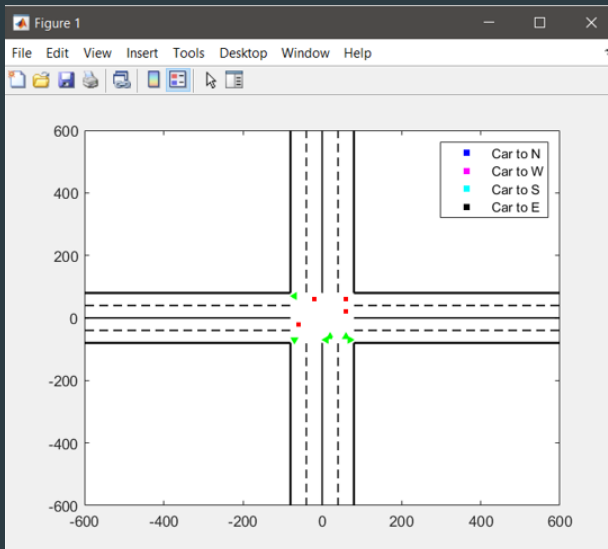 Figure 1
File Edit View Insert Tools Desktop Window Help
600
400
200
0
-200
-400
-600
-600 -400 -200 0 200 400 600
Car to N
Car to W
Car to S
Car to E